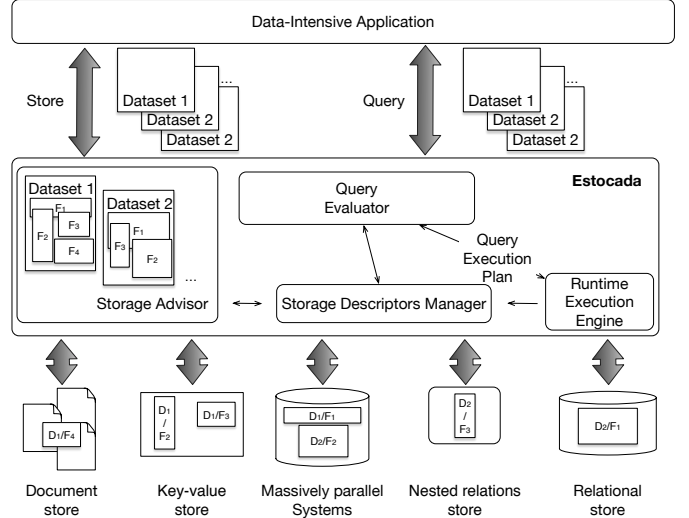 Data-Intensive Application
Store
Dataset 1
...
Dataset 2
Dataset 2
Query
Dataset 1
...
Dataset 2
Dataset 2
Estocada
Dataset 1
F1
F2
F3
F4
Dataset 2
F1
F3
F2
...
Storage Advisor
Query
Evaluator
Query
Execution
Plan
Storage Descriptors Manager
Runtime
Execution
Engine
D1/F4
D1
/
F2
D1/F3
D1/F1
D2/F2
D2
/
F3
D2/F1
Document
store
Key-value
store
Massively parallel
Systems
Nested relations
store
Relational
store